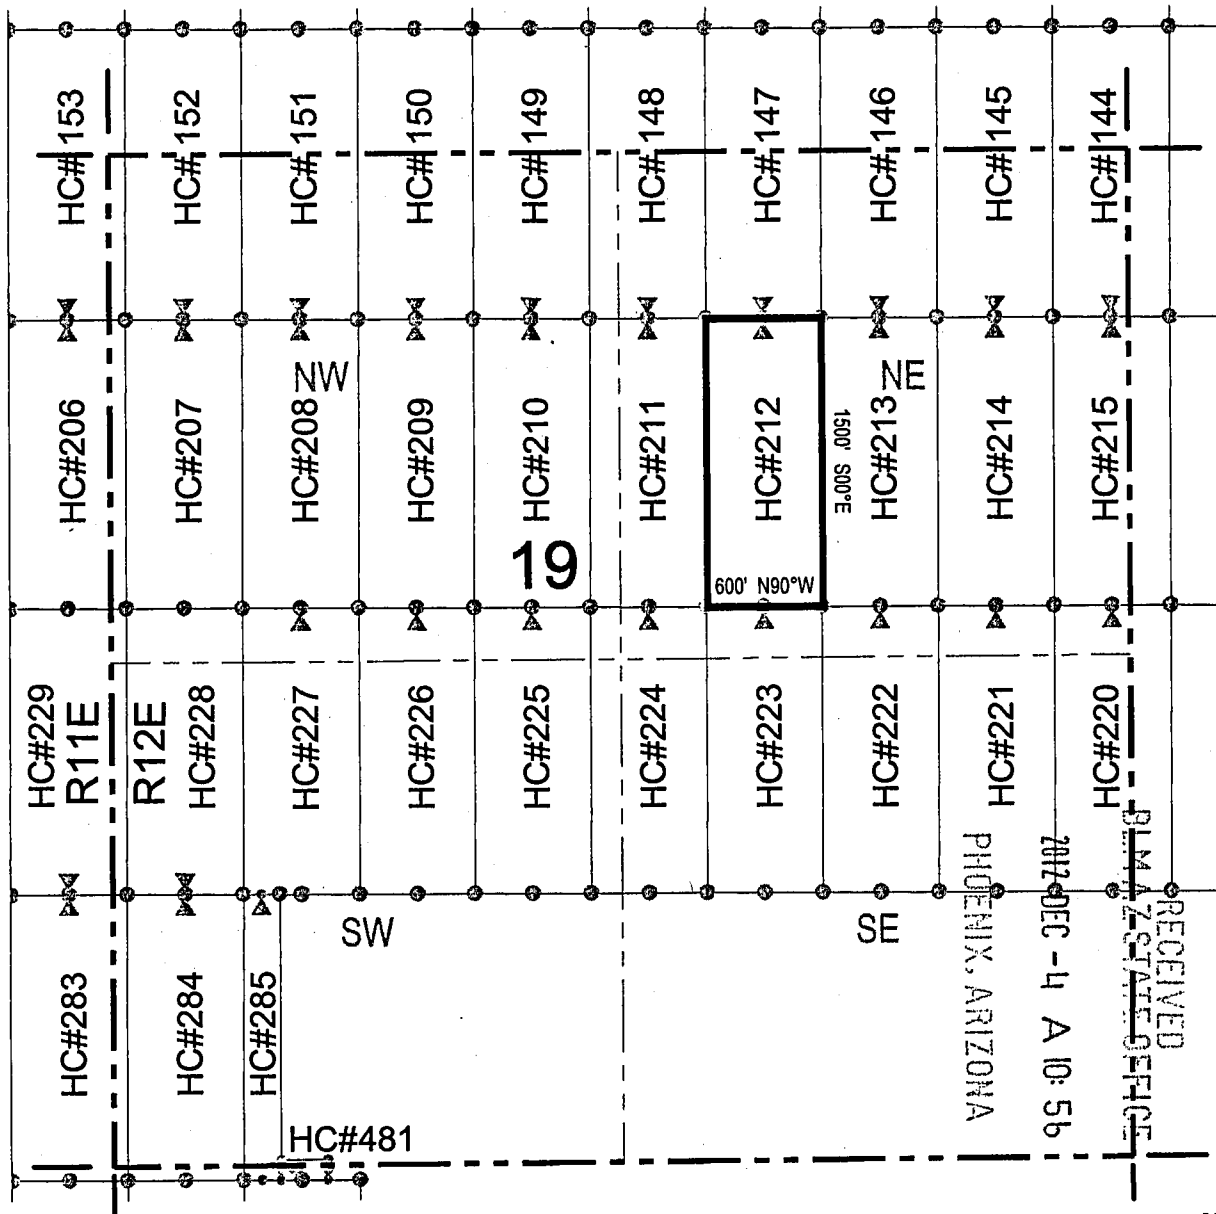 HC# 153
HC# 152
HC# 151
HC# 150
HC# 149
HC# 148
HC# 147
HC# 146
HC# 145
HC# 144
NW
NE
HC#206
HC#207
HC#208
HC#209
HC#210
HC#211
HC#212
1500' S00°E
HC#213
HC#214
HC#215
19
600' N90°W
HC#229
R11E
R12E
HC#228
HC#227
HC#226
HC#225
HC#224
HC#223
HC#222
HC#221
HC#220
SW
SE
HC#283
HC#284
HC#285
HC#481
RECEIVED
BLM AZ STATE OFFICE
2012 DEC -4 A 10: 56
PHOENIX, ARIZONA